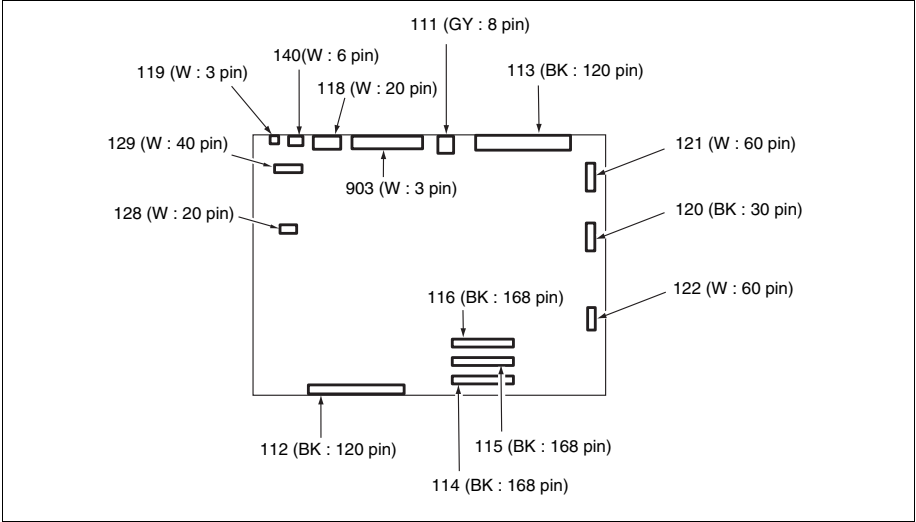 111 (GY : 8 pin)
140(W : 6 pin)
113 (BK : 120 pin)
119 (W : 3 pin)
118 (W : 20 pin)
129 (W : 40 pin)
121 (W : 60 pin)
903 (W : 3 pin)
128 (W : 20 pin)
120 (BK : 30 pin)
122 (W : 60 pin)
116 (BK : 168 pin)
112 (BK : 120 pin)
115 (BK : 168 pin)
114 (BK : 168 pin)